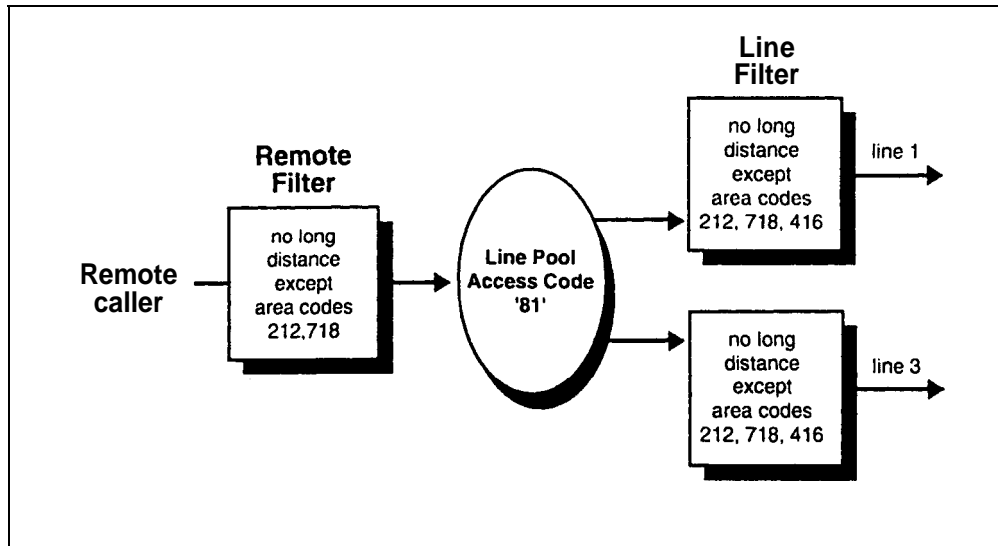 Remote
caller
Remote
Filter
no long
distance
except
area codes
212,718
Line Pool
Access Code
'81'
Line
Filter
no long
distance
except
area codes
212, 718, 416
line 1
no long
distance
except
area codes
212, 718, 416
line 3